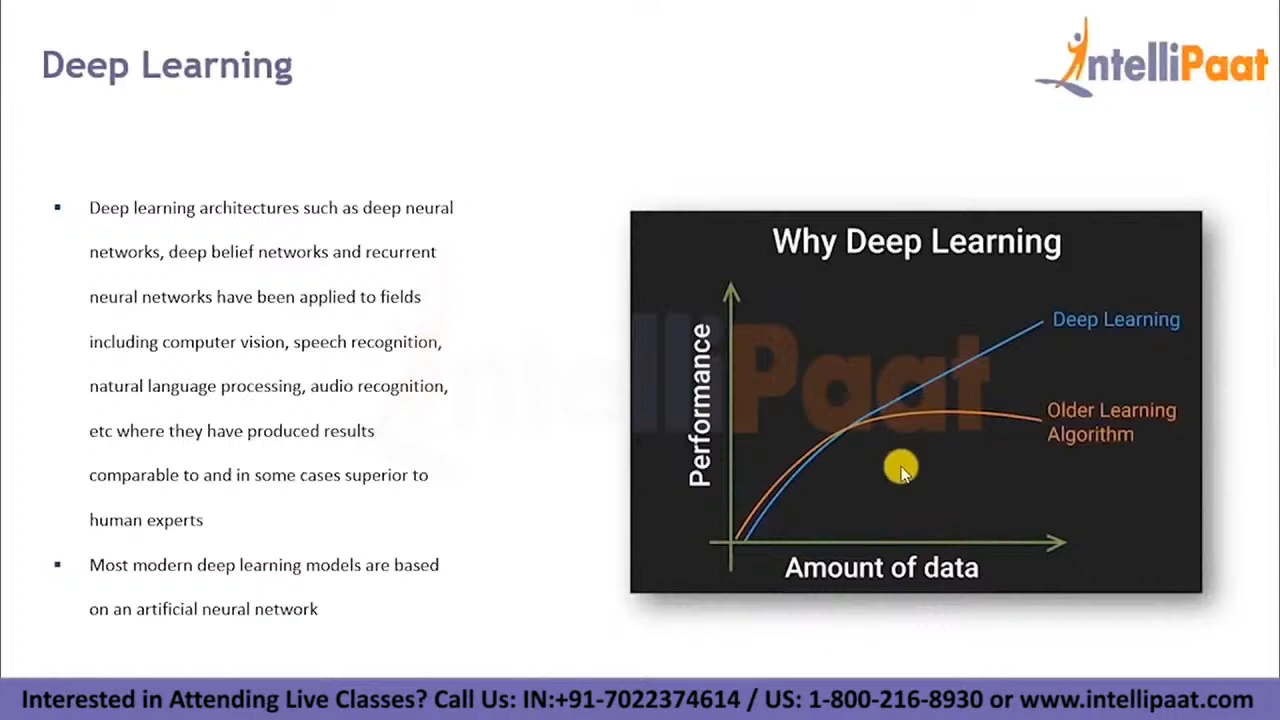 Deep Learning
IntelliPaat
Deep learning architectures such as deep neural
networks, deep belief networks and recurrent
neural networks have been applied to fields
including computer vision, speech recognition,
natural language processing, audio recognition,
etc where they have produced results
comparable to and in some cases superior to
human experts
Most modern deep learning models are based
on an artificial neural network
Why Deep Learning
Performance
Deep Learning
Older Learning
Algorithm
Amount of data
IntelliPaat
Interested in Attending Live Classes? Call Us: IN:+91-7022374614 / US: 1-800-216-8930 or www.intellipaat.com